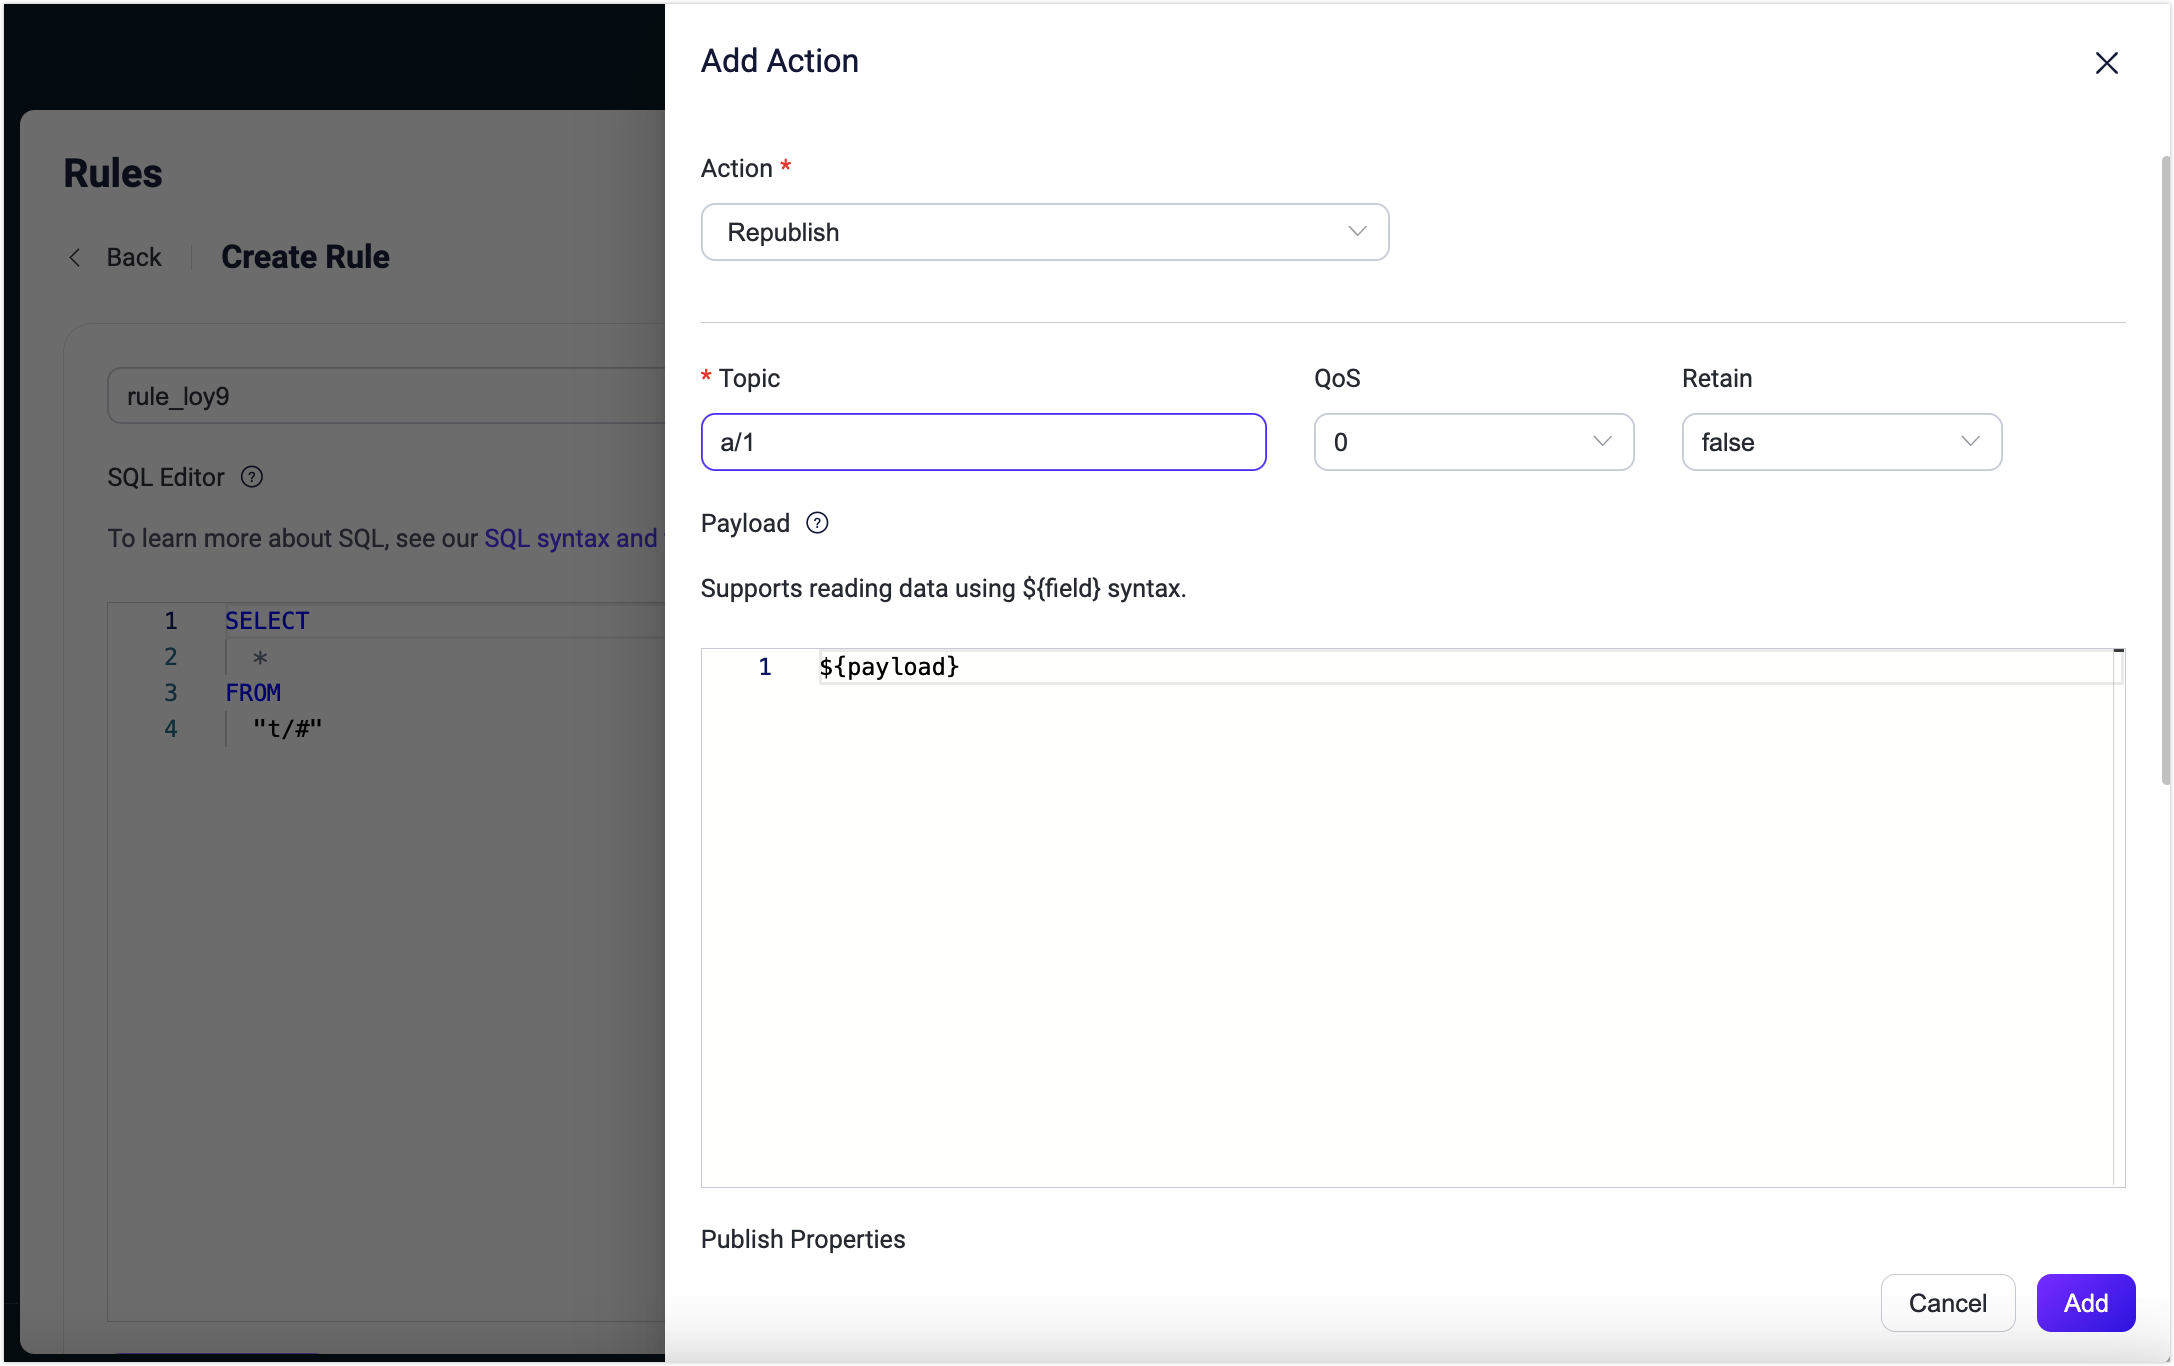 Rules
Back
Create Rule
rule_loy9
SQL Editor ?
To learn more about SQL, see our SQL syntax and
1 SELECT
2 *
3 FROM
4 "t/#"
Add Action
Action *
Republish
* Topic
QoS
Retain
a/1
0
false
Payload ?
Supports reading data using ${field} syntax.
1 ${payload}
Publish Properties
Cancel
Add